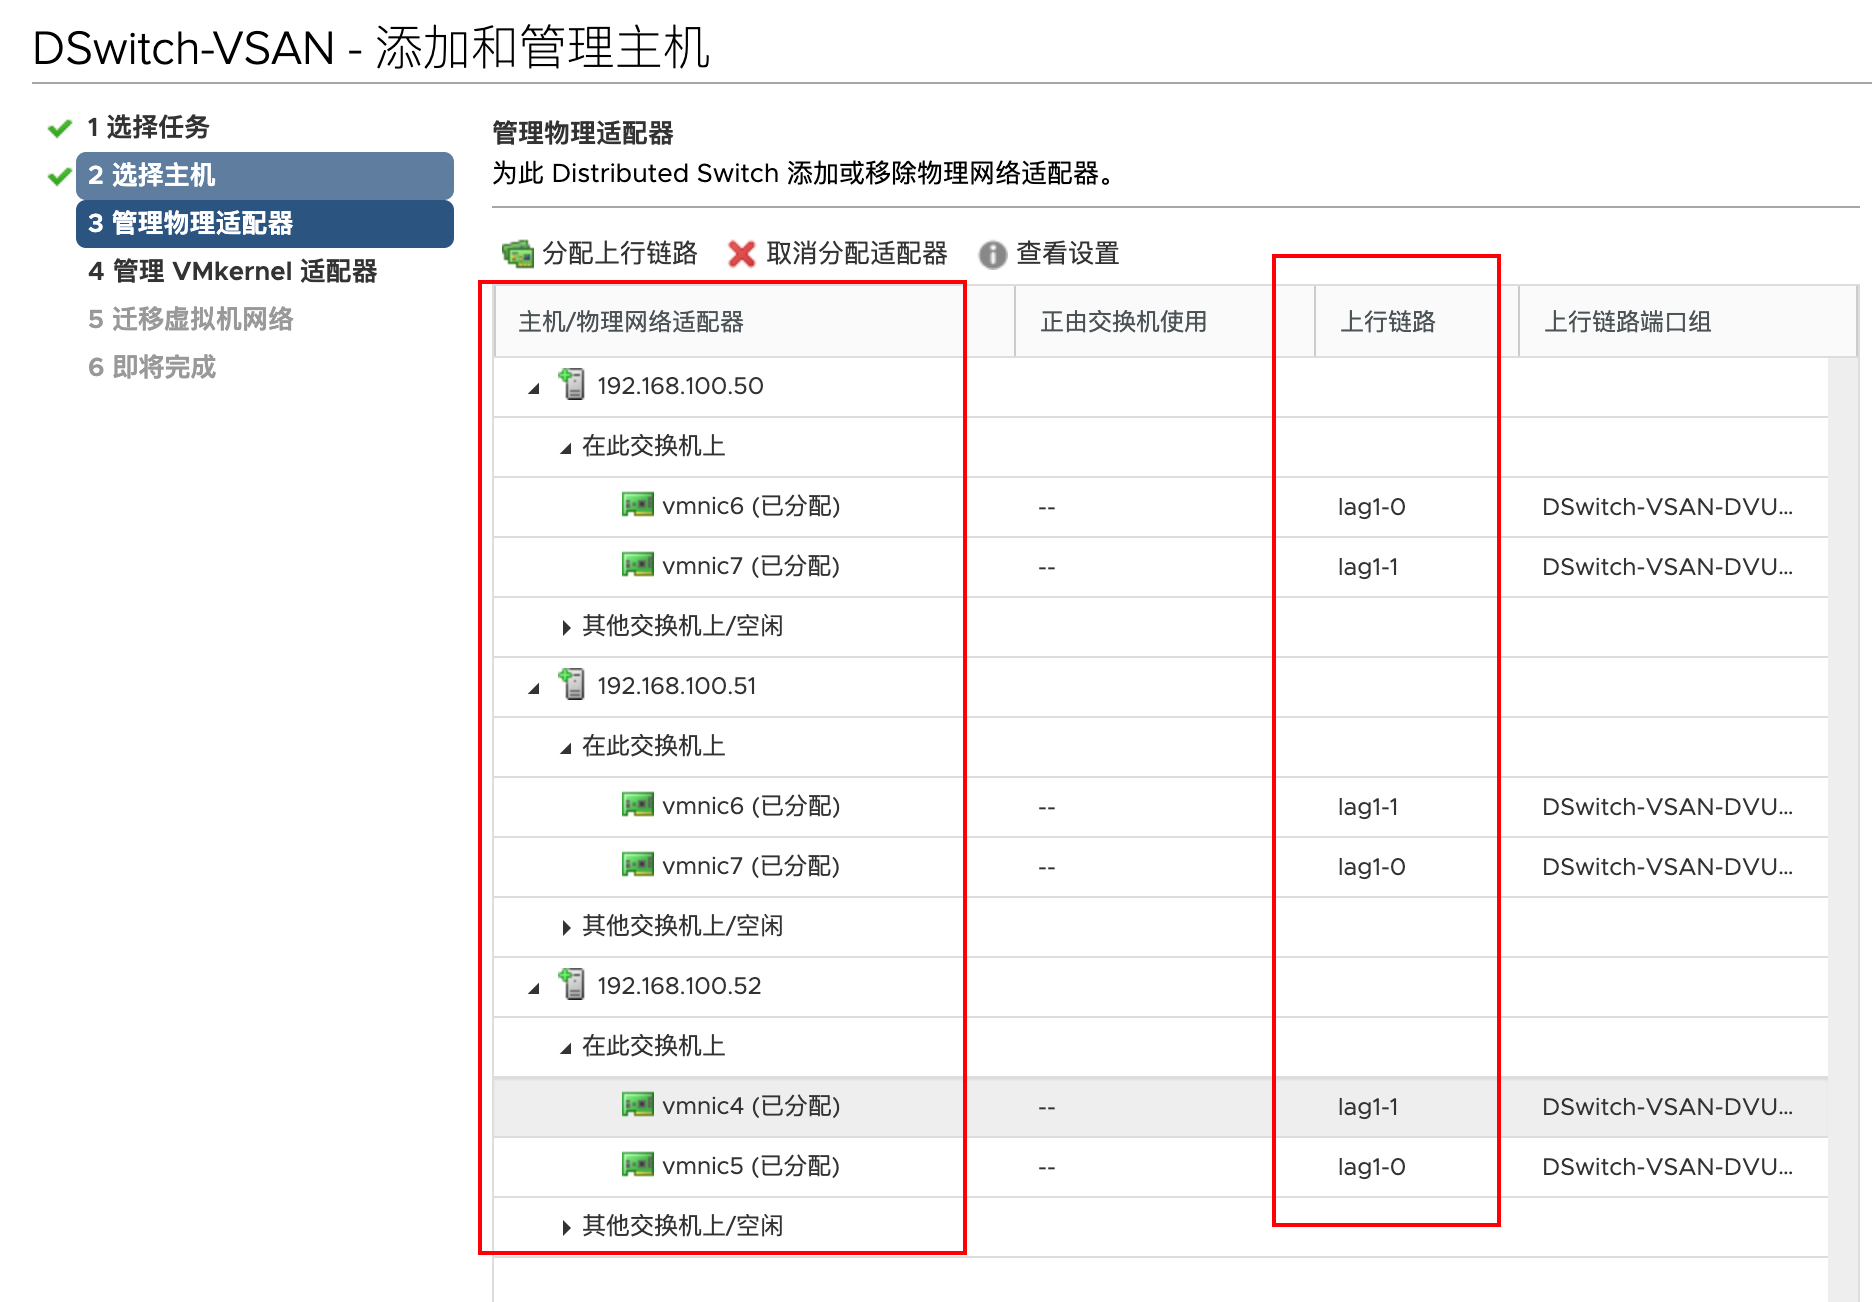 DSwitch-VSAN - 添加和管理主机
1 选择任务
2 选择主机
3 管理物理适配器
4 管理 VMkernel 适配器
5 迁移虚拟机网络
6 即将完成
管理物理适配器
为此 Distributed Switch 添加或移除物理网络适配器。
分配上行链路 取消分配适配器 查看设置
主机/物理网络适配器 正由交换机使用 上行链路 上行链路端口组
192.168.100.50
在此交换机上
vmnic6 (已分配) -- lag1-0 DSwitch-VSAN-DVU...
vmnic7 (已分配) -- lag1-1 DSwitch-VSAN-DVU...
其他交换机上/空闲
192.168.100.51
在此交换机上
vmnic6 (已分配) -- lag1-1 DSwitch-VSAN-DVU...
vmnic7 (已分配) -- lag1-0 DSwitch-VSAN-DVU...
其他交换机上/空闲
192.168.100.52
在此交换机上
vmnic4 (已分配) -- lag1-1 DSwitch-VSAN-DVU...
vmnic5 (已分配) -- lag1-0 DSwitch-VSAN-DVU...
其他交换机上/空闲